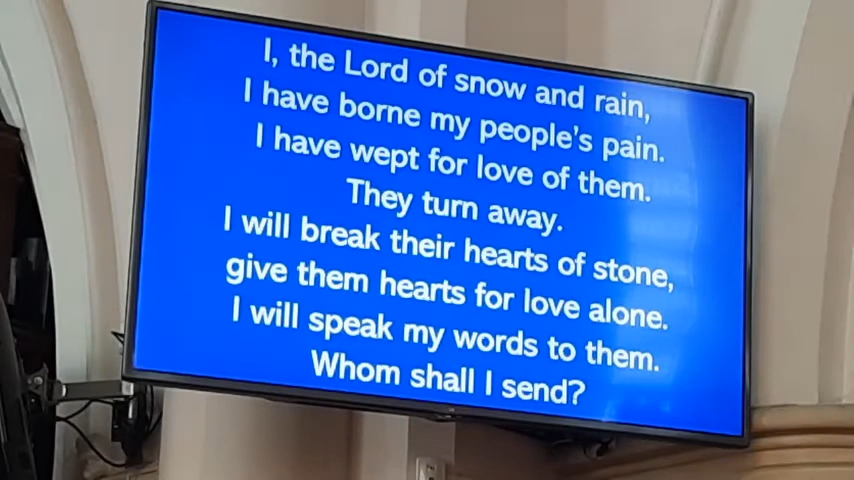 I, the Lord of snow and rain,
I have borne my people's pain.
I have wept for love of them.
They turn away.
I will break their hearts of stone,
give them hearts for love alone.
I will speak my words to them.
Whom shall I send?